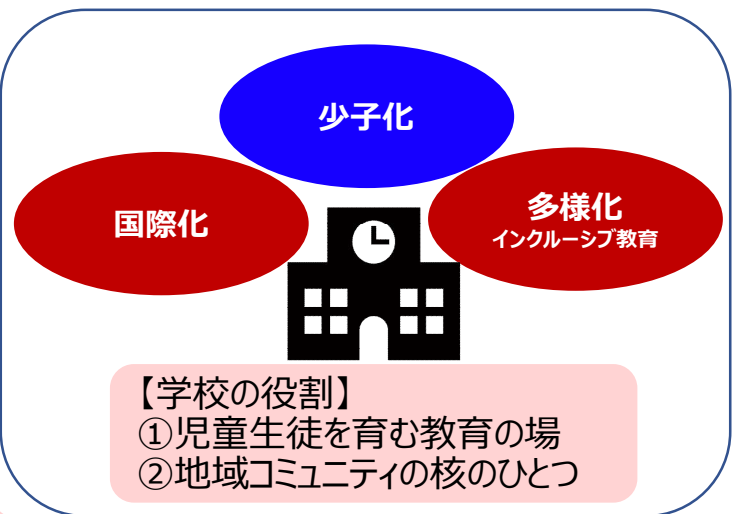 少子化
国際化
多様化
インクルーシブ教育
【学校の役割】
①児童生徒を育む教育の場
②地域コミュニティの核のひとつ